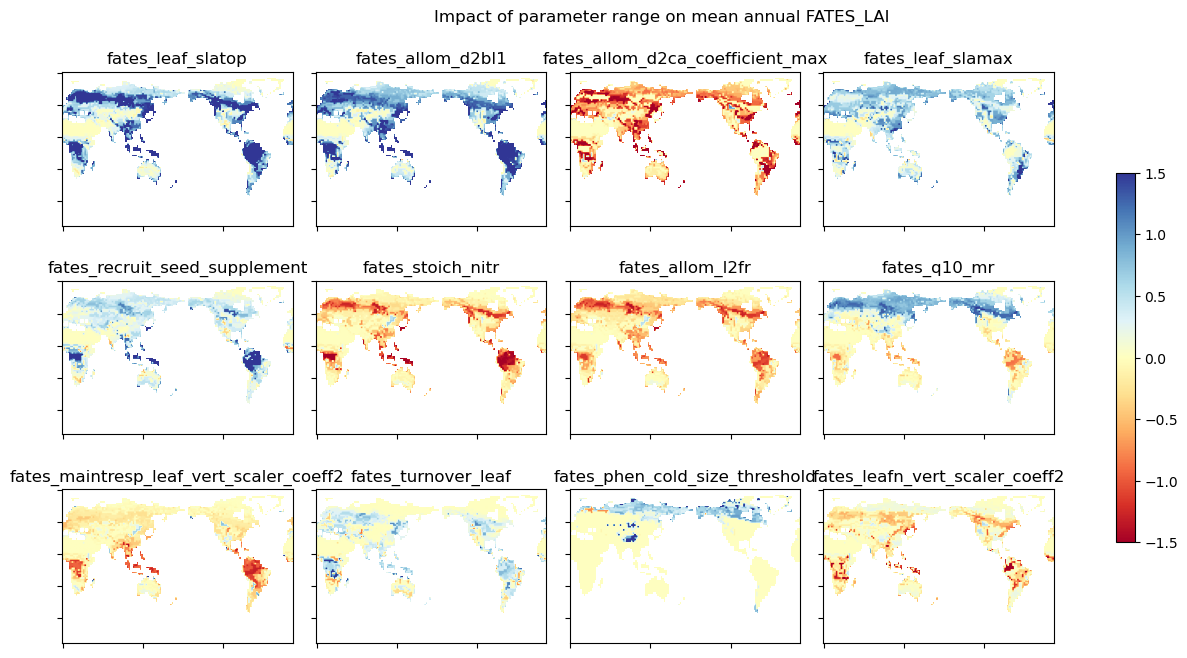 Impact of parameter range on mean annual FATES_LAI
fates_leaf_slatop
fates_allom_d2bl1
fates_allom_d2ca_coefficient_max
fates_leaf_slamax
fates_recruit_seed_supplement
fates_stoich_nitr
fates_allom_l2fr
fates_q10_mr
fates_maintresp_leaf_vert_scaler_coeff2
fates_turnover_leaf
fates_phen_cold_size_threshold
fates_leafn_vert_scaler_coeff2
1.5
1.0
0.5
0.0
−0.5
−1.0
−1.5